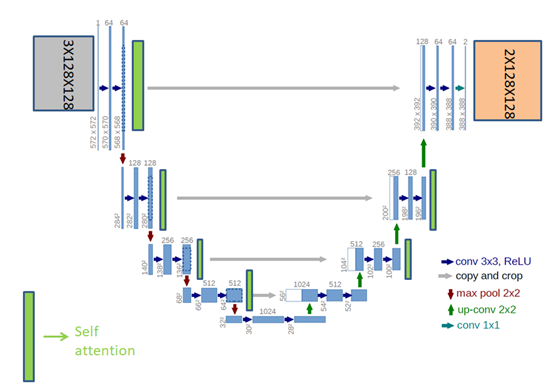 3X128X128
1
64
64
572 x 572
570 x 570
568 x 568
128
64
64
2
392 x 392
390 x 390
388 x 388
388 x 388
2X128X128
128
128
284²
282²
280²
256
128
200²
198²
196²
256
256
140²
138²
136²
512
256
104²
102²
100²
512
512
68²
66²
64²
1024
512
56²
54²
52²
1024
32²
30²
28²
conv 3x3, ReLU
copy and crop
max pool 2x2
up-conv 2x2
conv 1x1
Self
attention